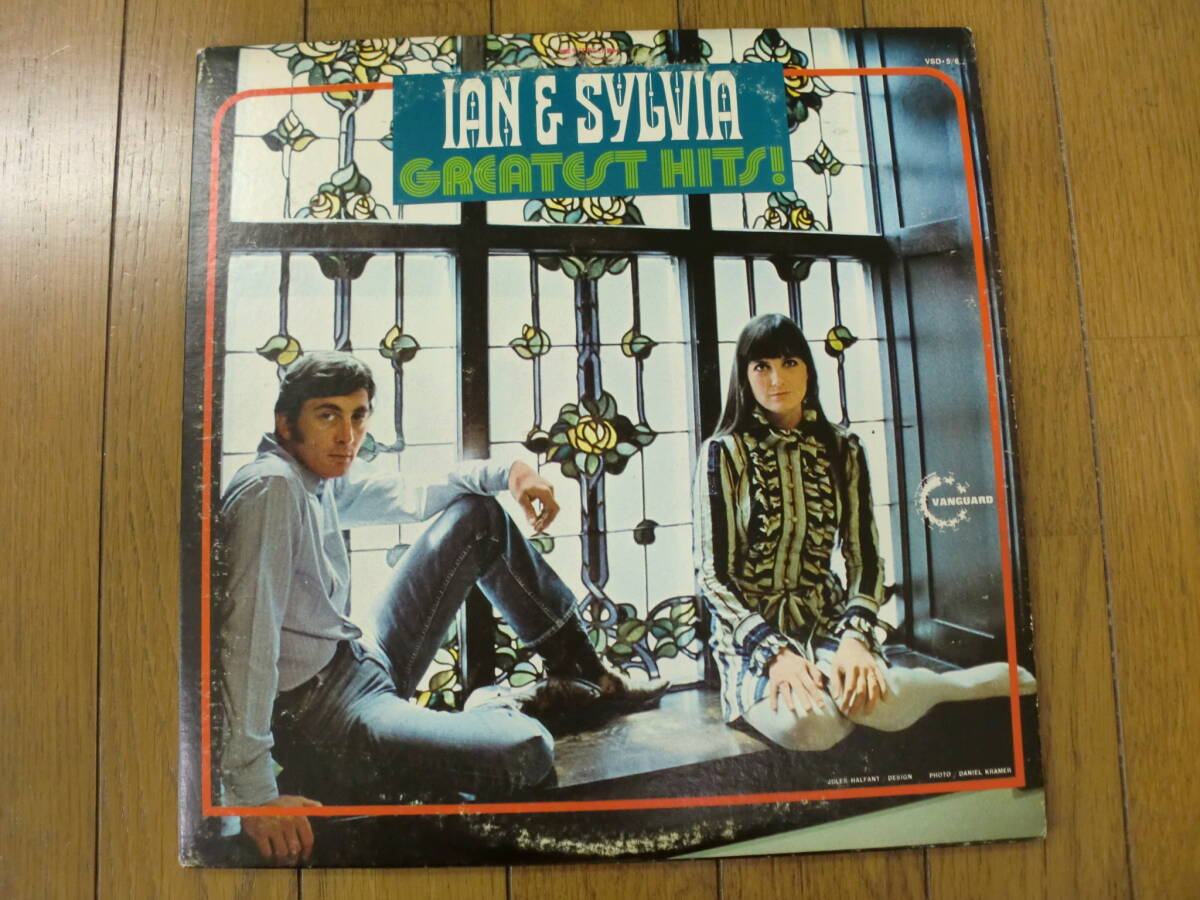 VSD•5/6
IAN & SYLVIA
GREATEST HITS!
VANGUARD
JULES HALFANT / DESIGN PHOTO / DANIEL KRAMER